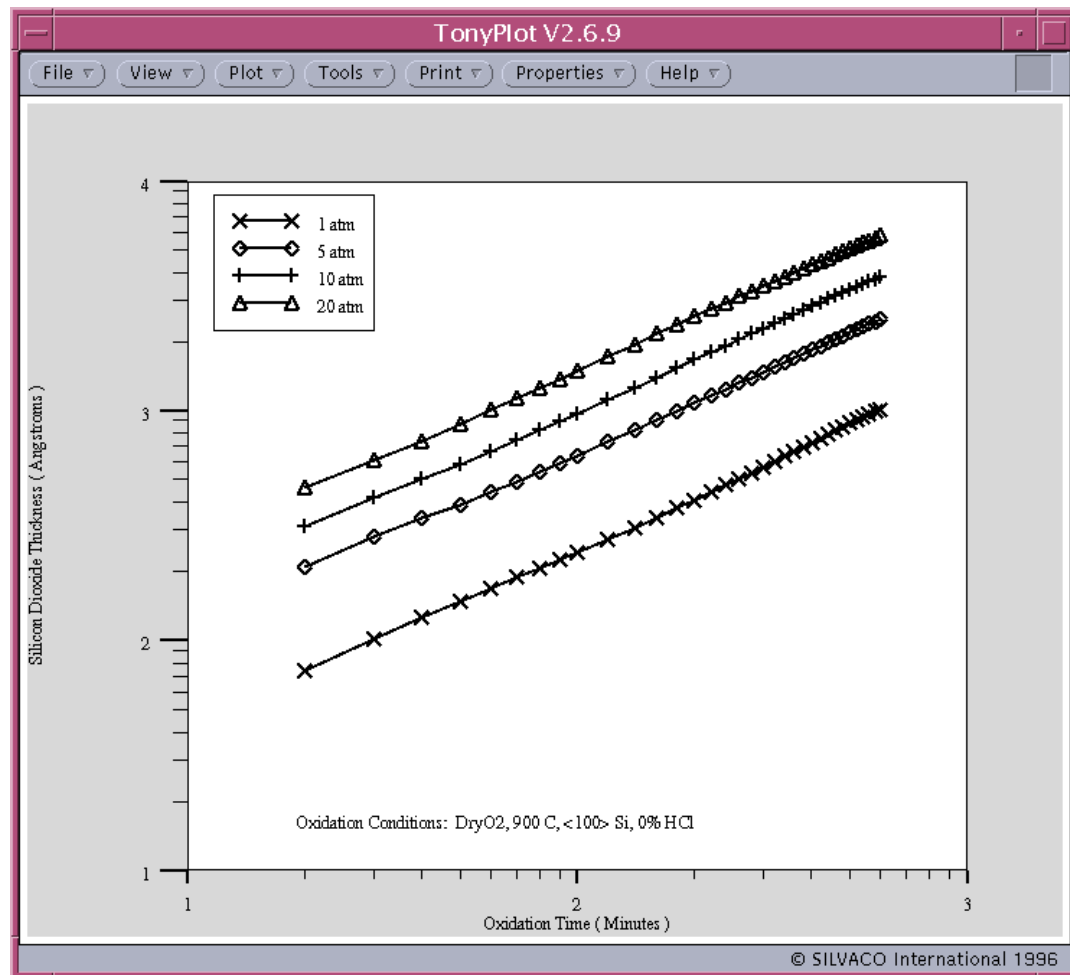 TonyPlot V2.6.9
File View Plot Tools Print Properties Help
4
3
2
1
Silicon Dioxide Thickness ( Angstroms )
1 atm
5 atm
10 atm
20 atm
Oxidation Conditions: DryO2, 900 C, <100> Si, 0% HCl
1 2 3
Oxidation Time ( Minutes )
© SILVACO International 1996